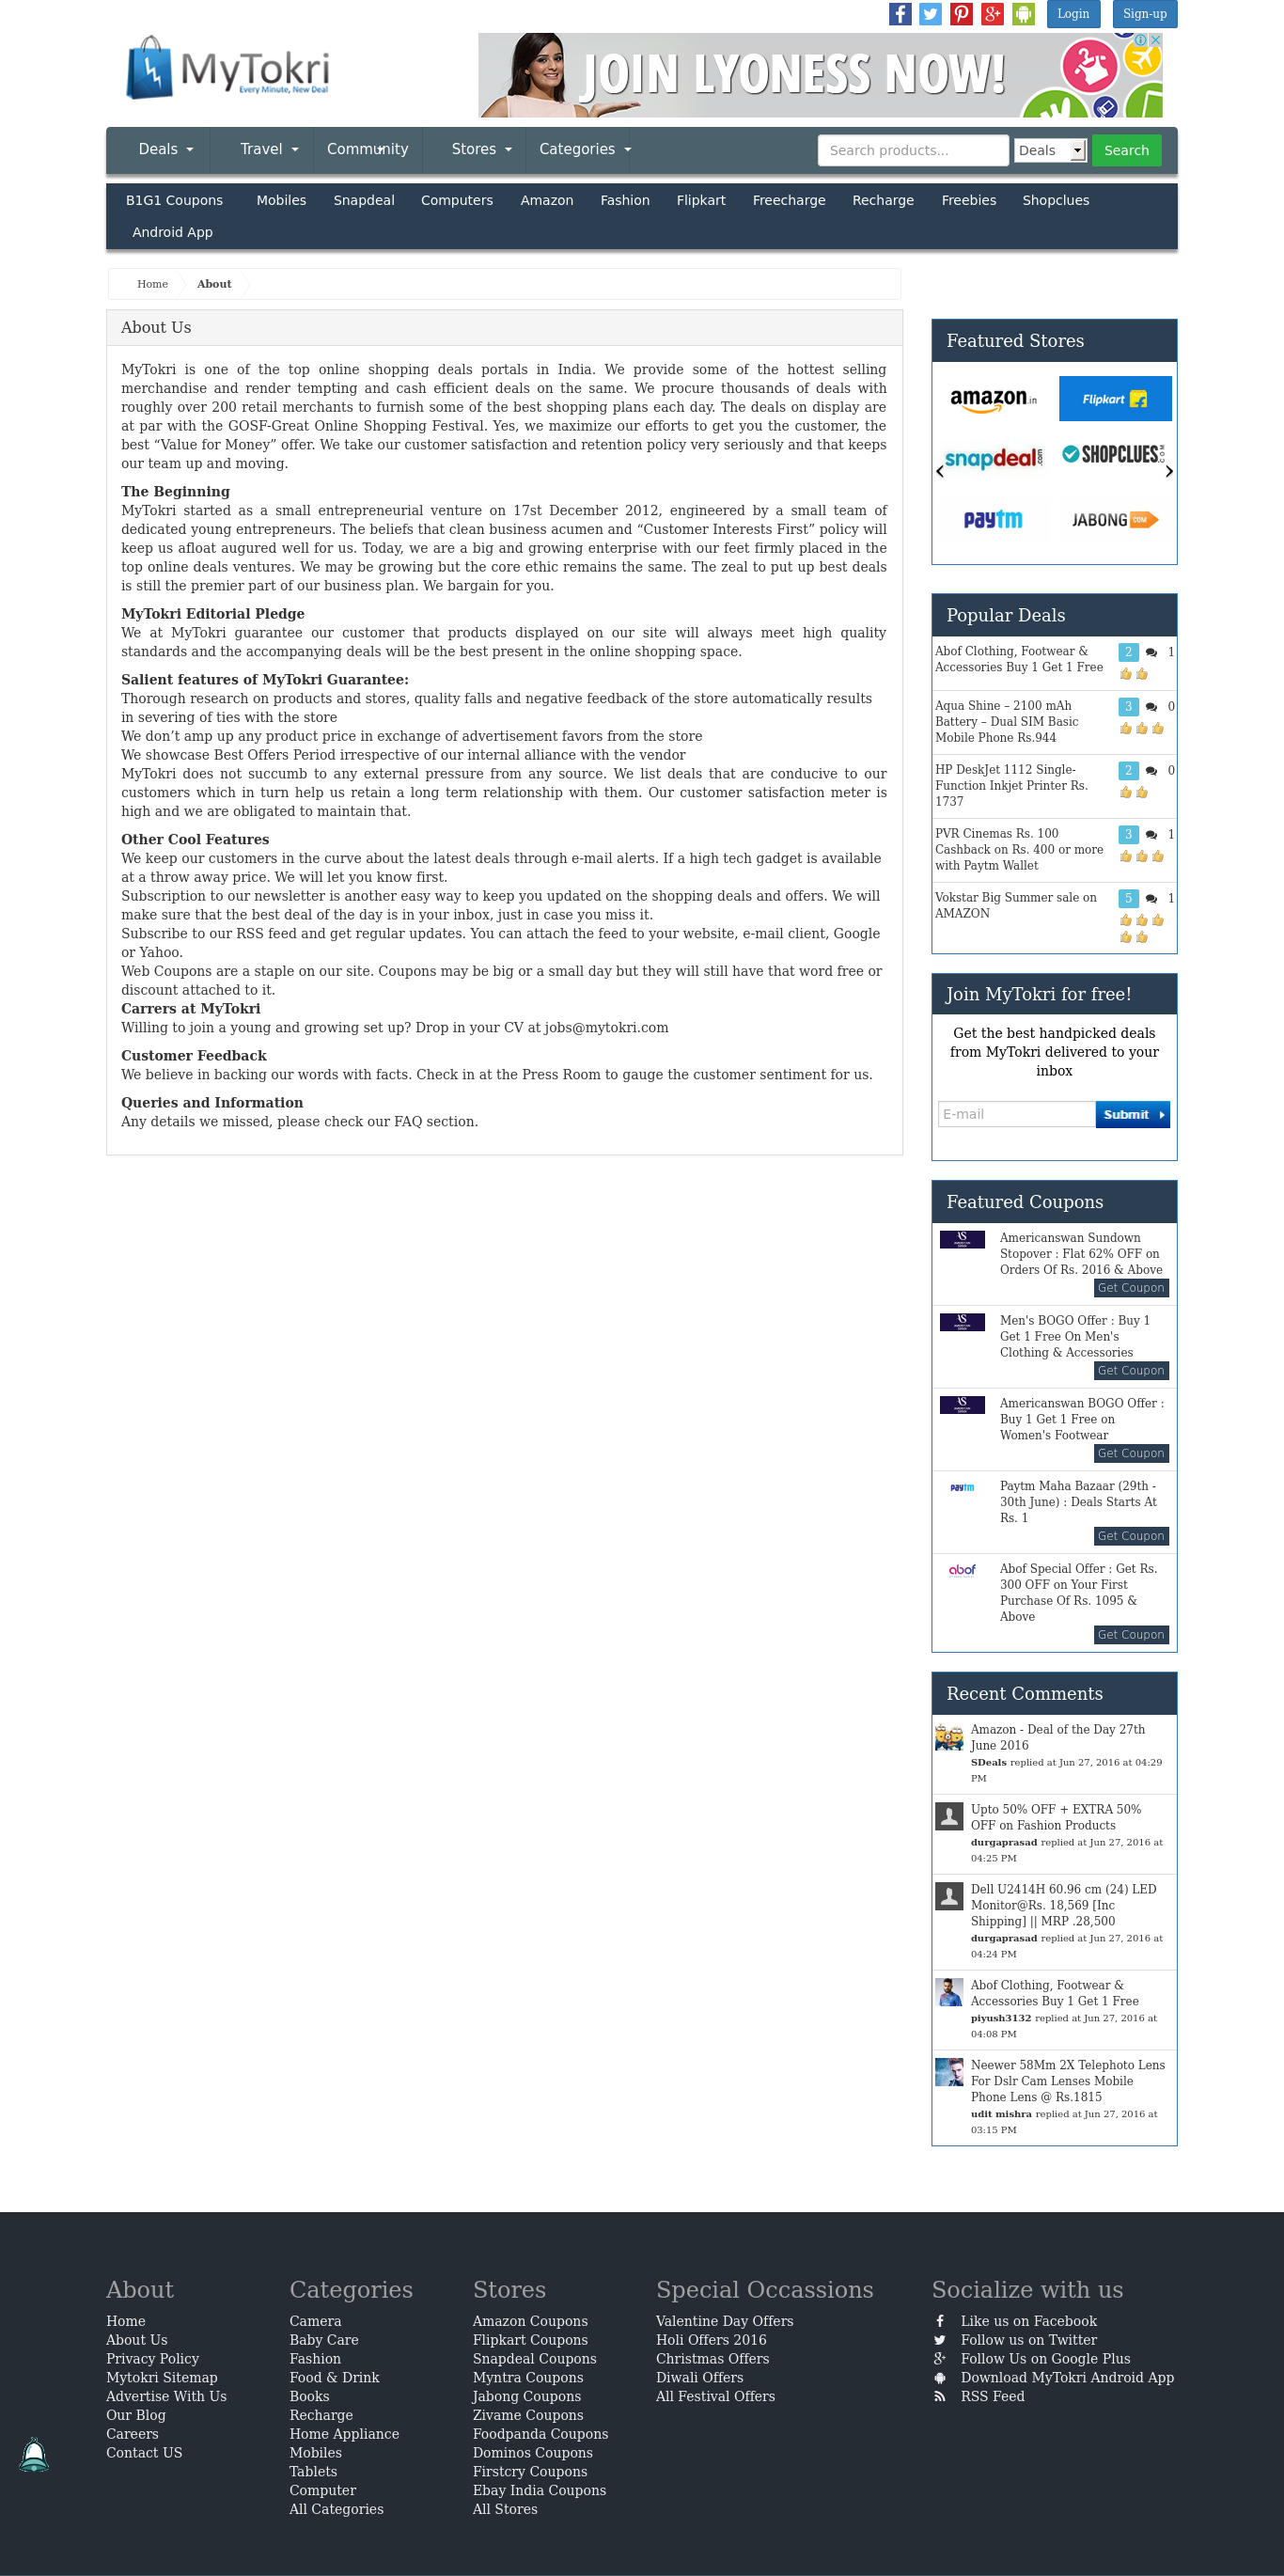 Login
Sign-up
MyTokri
Every Minute, New Deal
JOIN LYONESS NOW!
Deals
Travel
Community
Stores
Categories
Search products...
Deals
Search
B1G1 Coupons
Mobiles
Snapdeal
Computers
Amazon
Fashion
Flipkart
Freecharge
Recharge
Freebies
Shopclues
Android App
Home
About
About Us
MyTokri is one of the top online shopping deals portals in India. We provide some of the hottest selling
merchandise and render tempting and cash efficient deals on the same. We procure thousands of deals with
roughly over 200 retail merchants to furnish some of the best shopping plans each day. The deals on display are
at par with the GOSF-Great Online Shopping Festival. Yes, we maximize our efforts to get you the customer, the
best “Value for Money” offer. We take our customer satisfaction and retention policy very seriously and that keeps
our team up and moving.
The Beginning
MyTokri started as a small entrepreneurial venture on 17st December 2012, engineered by a small team of
dedicated young entrepreneurs. The beliefs that clean business acumen and “Customer Interests First” policy will
keep us afloat augured well for us. Today, we are a big and growing enterprise with our feet firmly placed in the
top online deals ventures. We may be growing but the core ethic remains the same. The zeal to put up best deals
is still the premier part of our business plan. We bargain for you.
MyTokri Editorial Pledge
We at MyTokri guarantee our customer that products displayed on our site will always meet high quality
standards and the accompanying deals will be the best present in the online shopping space.
Salient features of MyTokri Guarantee:
Thorough research on products and stores, quality falls and negative feedback of the store automatically results
in severing of ties with the store
We don’t amp up any product price in exchange of advertisement favors from the store
We showcase Best Offers Period irrespective of our internal alliance with the vendor
MyTokri does not succumb to any external pressure from any source. We list deals that are conducive to our
customers which in turn help us retain a long term relationship with them. Our customer satisfaction meter is
high and we are obligated to maintain that.
Other Cool Features
We keep our customers in the curve about the latest deals through e-mail alerts. If a high tech gadget is available
at a throw away price. We will let you know first.
Subscription to our newsletter is another easy way to keep you updated on the shopping deals and offers. We will
make sure that the best deal of the day is in your inbox, just in case you miss it.
Subscribe to our RSS feed and get regular updates. You can attach the feed to your website, e-mail client, Google
or Yahoo.
Web Coupons are a staple on our site. Coupons may be big or a small day but they will still have that word free or
discount attached to it.
Carrers at MyTokri
Willing to join a young and growing set up? Drop in your CV at jobs@mytokri.com
Customer Feedback
We believe in backing our words with facts. Check in at the Press Room to gauge the customer sentiment for us.
Queries and Information
Any details we missed, please check our FAQ section.
Featured Stores
amazon.in
Flipkart
snapdeal.com
SHOPCLUES.COM
paytm
JABONG COM
Popular Deals
Abof Clothing, Footwear &
Accessories Buy 1 Get 1 Free
2 1
Aqua Shine – 2100 mAh
Battery – Dual SIM Basic
Mobile Phone Rs.944
3 0
HP DeskJet 1112 Single-
Function Inkjet Printer Rs.
1737
2 0
PVR Cinemas Rs. 100
Cashback on Rs. 400 or more
with Paytm Wallet
3 1
Vokstar Big Summer sale on
AMAZON
5 1
Join MyTokri for free!
Get the best handpicked deals
from MyTokri delivered to your
inbox
E-mail
Submit
Featured Coupons
Americanswan Sundown
Stopover : Flat 62% OFF on
Orders Of Rs. 2016 & Above
Get Coupon
Men's BOGO Offer : Buy 1
Get 1 Free On Men's
Clothing & Accessories
Get Coupon
Americanswan BOGO Offer :
Buy 1 Get 1 Free on
Women's Footwear
Get Coupon
paytm
Paytm Maha Bazaar (29th -
30th June) : Deals Starts At
Rs. 1
Get Coupon
abof
Abof Special Offer : Get Rs.
300 OFF on Your First
Purchase Of Rs. 1095 &
Above
Get Coupon
Recent Comments
Amazon - Deal of the Day 27th
June 2016
SDeals replied at Jun 27, 2016 at 04:29
PM
Upto 50% OFF + EXTRA 50%
OFF on Fashion Products
durgaprasad replied at Jun 27, 2016 at
04:25 PM
Dell U2414H 60.96 cm (24) LED
Monitor@Rs. 18,569 [Inc
Shipping] || MRP .28,500
durgaprasad replied at Jun 27, 2016 at
04:24 PM
Abof Clothing, Footwear &
Accessories Buy 1 Get 1 Free
piyush3132 replied at Jun 27, 2016 at
04:08 PM
Neewer 58Mm 2X Telephoto Lens
For Dslr Cam Lenses Mobile
Phone Lens @ Rs.1815
udit mishra replied at Jun 27, 2016 at
03:15 PM
About
Home
About Us
Privacy Policy
Mytokri Sitemap
Advertise With Us
Our Blog
Careers
Contact US
Categories
Camera
Baby Care
Fashion
Food & Drink
Books
Recharge
Home Appliance
Mobiles
Tablets
Computer
All Categories
Stores
Amazon Coupons
Flipkart Coupons
Snapdeal Coupons
Myntra Coupons
Jabong Coupons
Zivame Coupons
Foodpanda Coupons
Dominos Coupons
Firstcry Coupons
Ebay India Coupons
All Stores
Special Occassions
Valentine Day Offers
Holi Offers 2016
Christmas Offers
Diwali Offers
All Festival Offers
Socialize with us
Like us on Facebook
Follow us on Twitter
Follow Us on Google Plus
Download MyTokri Android App
RSS Feed